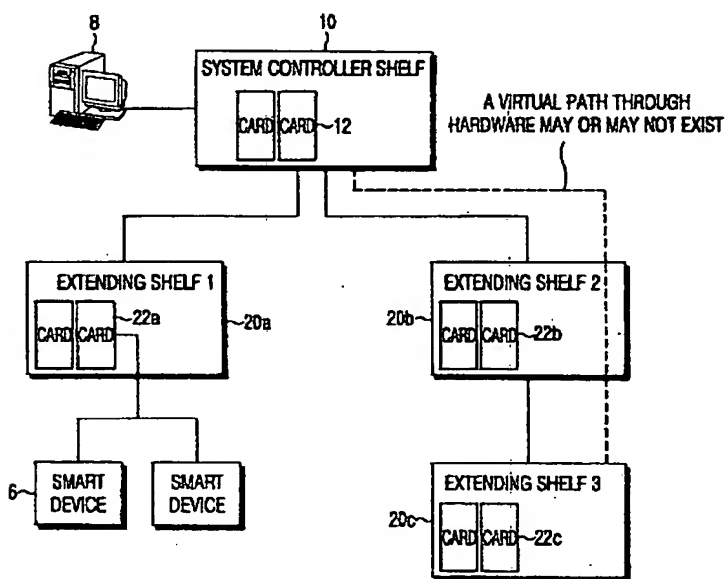 8
10
SYSTEM CONTROLLER SHELF
CARD CARD 12
A VIRTUAL PATH THROUGH
HARDWARE MAY OR MAY NOT EXIST
EXTENDING SHELF 1
22a
CARD CARD
20a
EXTENDING SHELF 2
20b
CARD CARD 22b
6
SMART
DEVICE
SMART
DEVICE
EXTENDING SHELF 3
20c
CARD CARD 22c